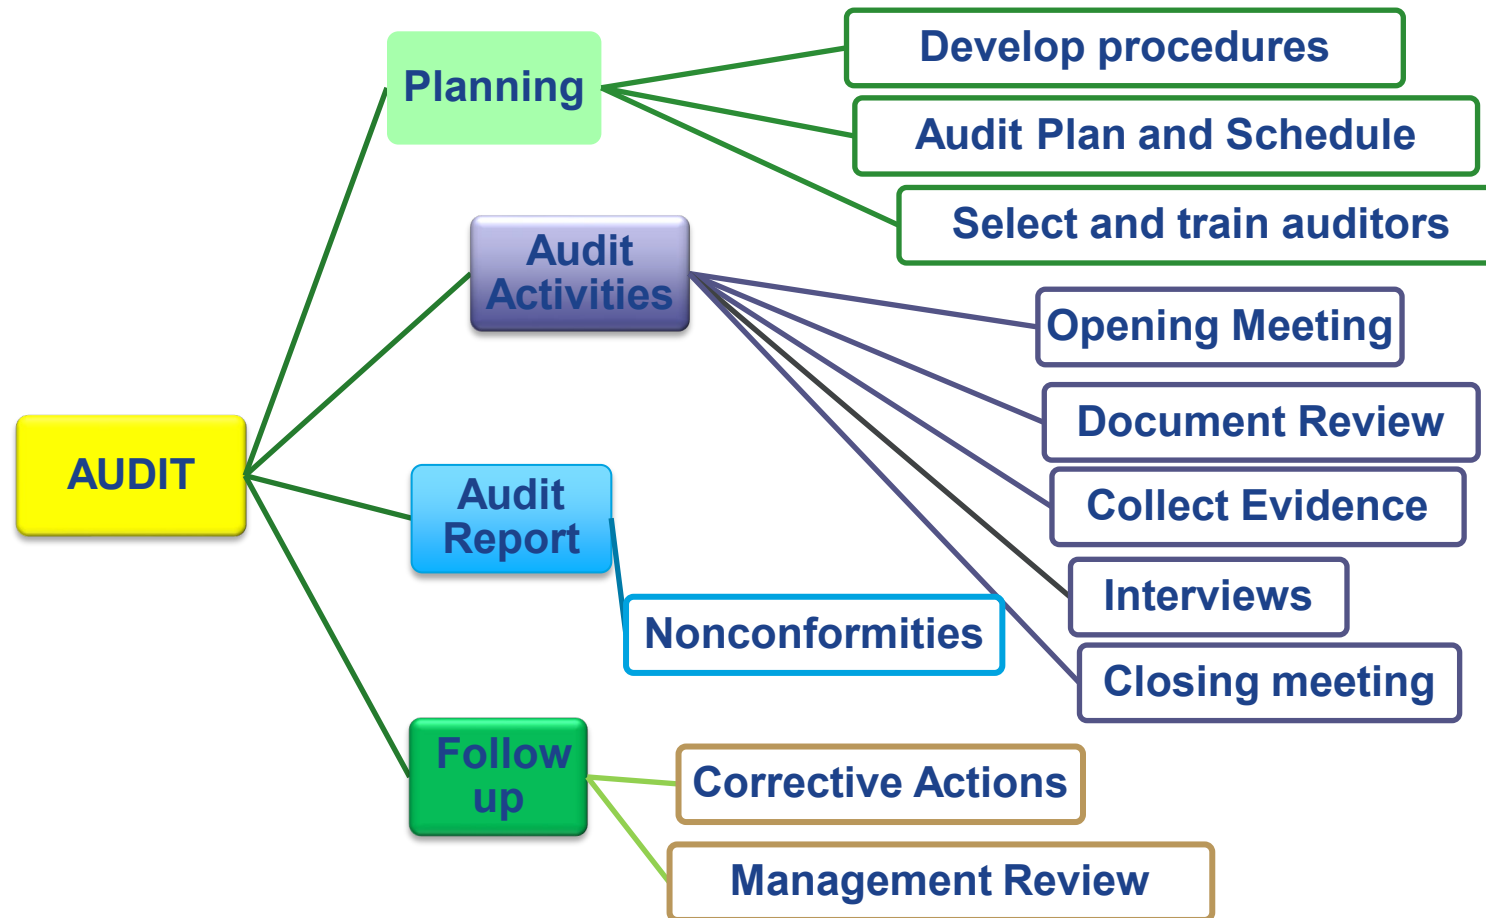 Planning
Develop procedures
Audit Plan and Schedule
Select and train auditors
Audit
Activities
Opening Meeting
Document Review
Collect Evidence
Interviews
Closing meeting
AUDIT
Audit
Report
Nonconformities
Follow
up
Corrective Actions
Management Review